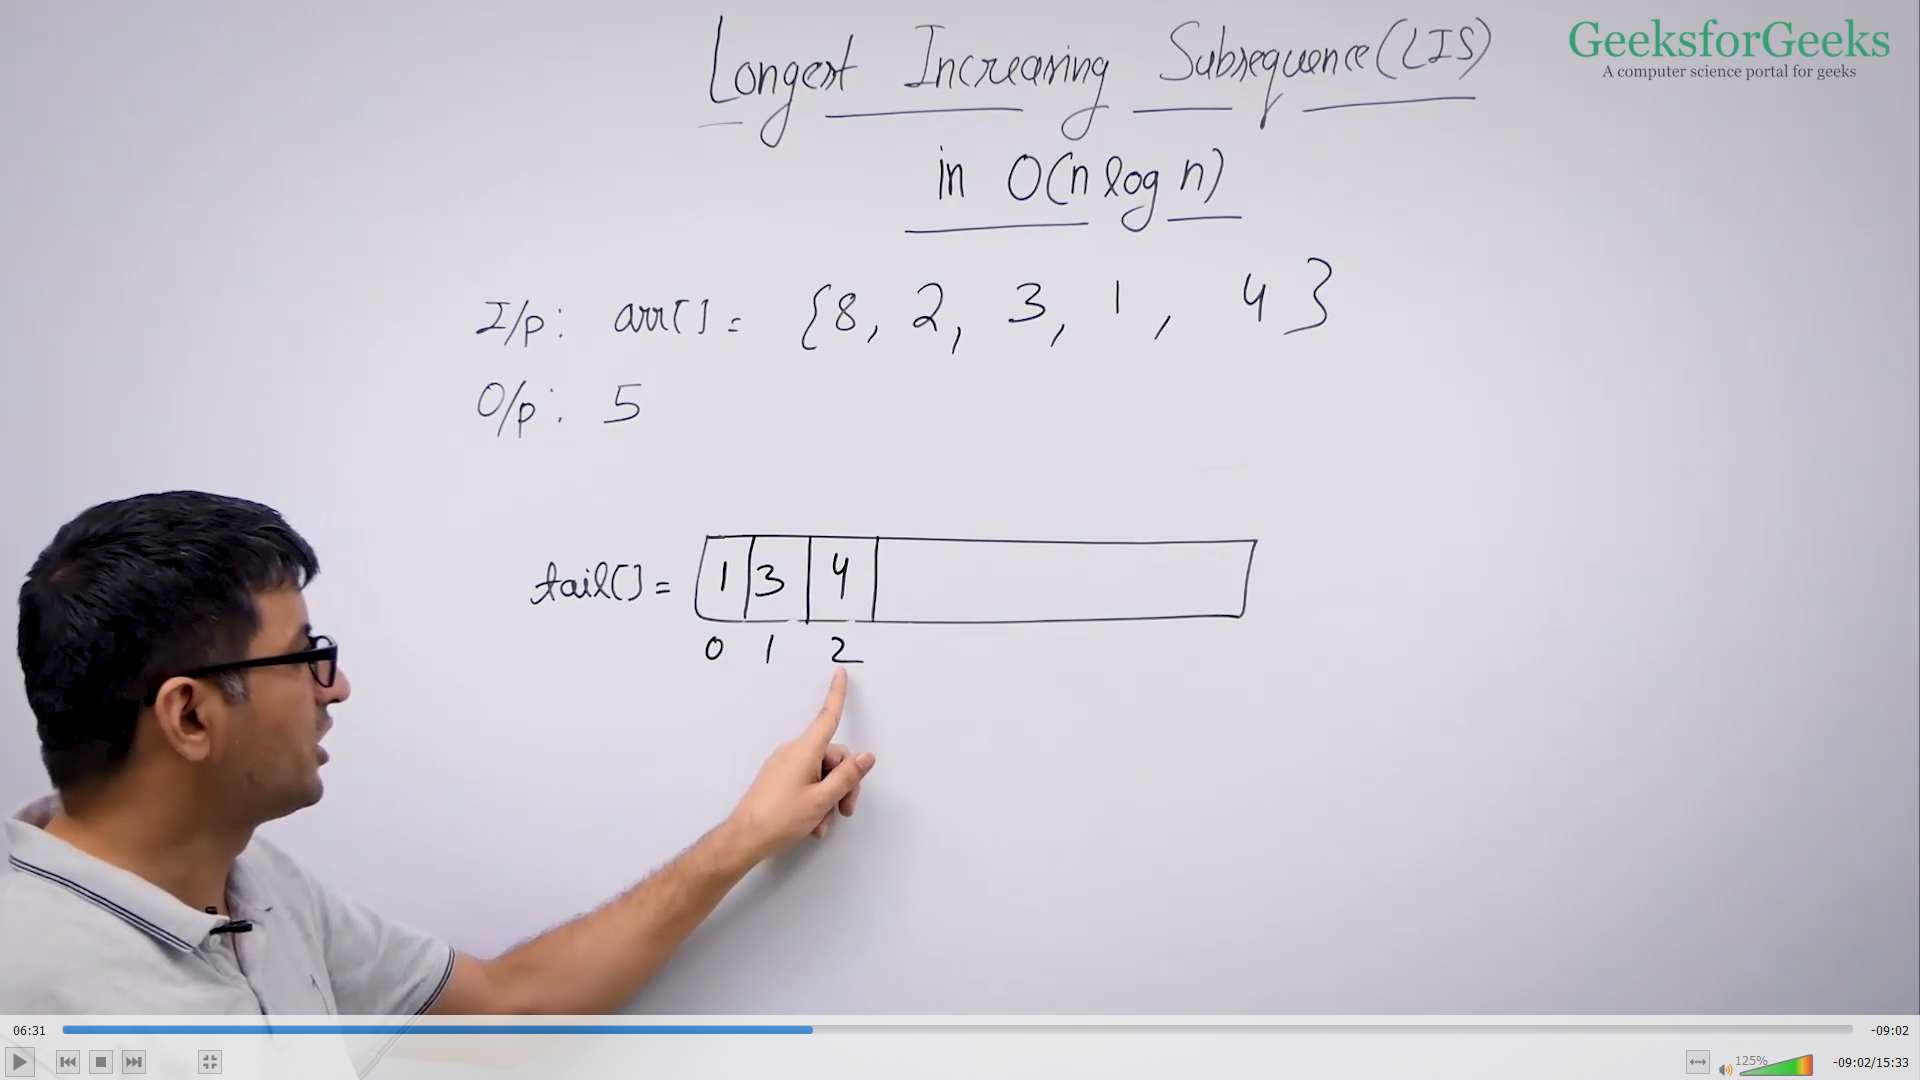 Longest Increasing Subsequence(LIS)
GeeksforGeeks
A computer science portal for geeks
in O(n log n)
I/p: arr[] = {8, 2, 3, 1, 4}
O/p: 5
tail[] = 1 3 4
0 1 2
06:31
-09:02
125%
-09:02/15:33